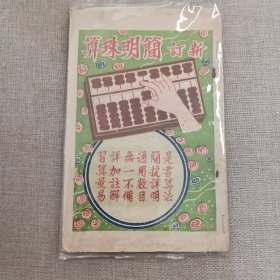 新訂簡明珠算
是書算法
簡捷詳明
通用數目
無一不備
詳加註解
習算最易